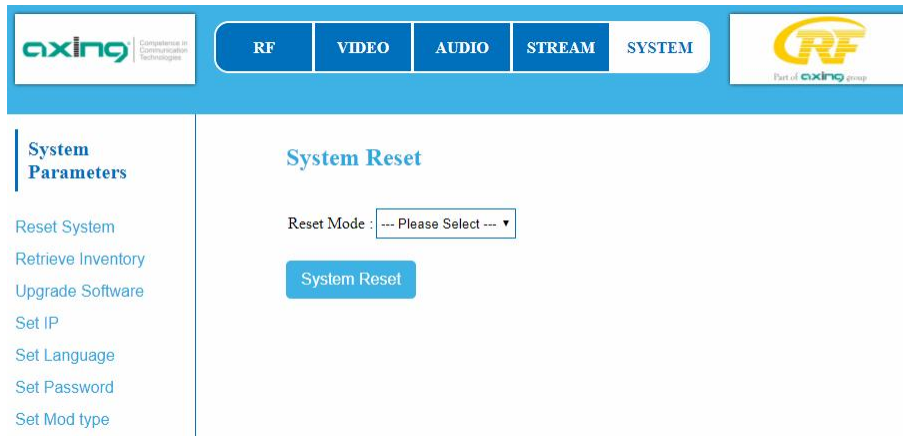 axing
Competence in
Communication
Technologies
RF
VIDEO
AUDIO
STREAM
SYSTEM
RF
Part of axing group
System
Parameters
Reset System
Retrieve Inventory
Upgrade Software
Set IP
Set Language
Set Password
Set Mod type
System Reset
Reset Mode : --- Please Select ---
System Reset